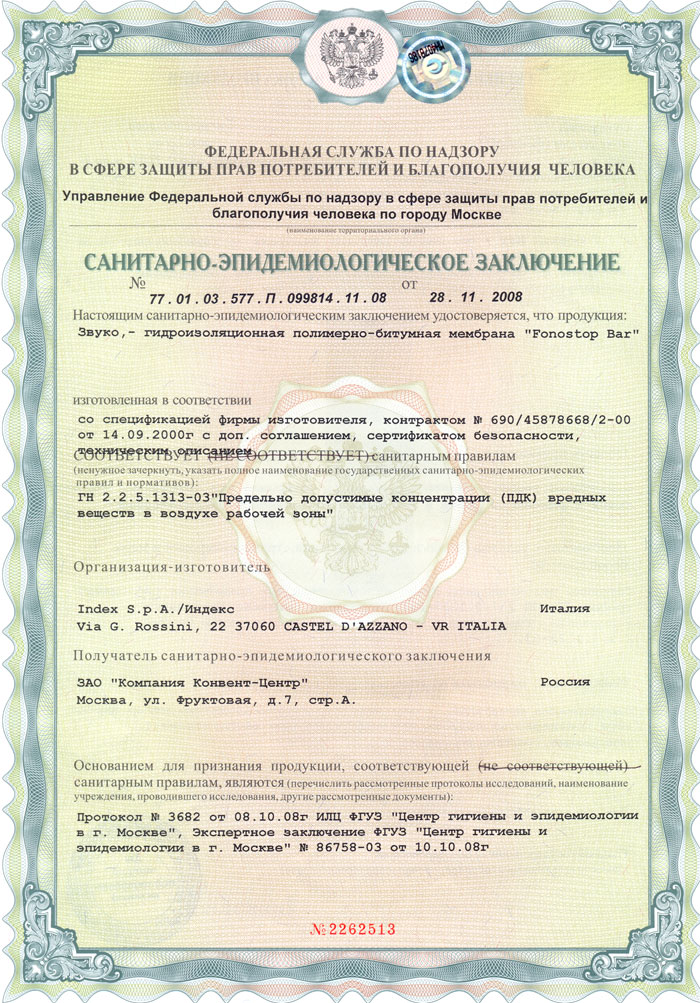 ФЕДЕРАЛЬНАЯ СЛУЖБА ПО НАДЗОРУ
В СФЕРЕ ЗАЩИТЫ ПРАВ ПОТРЕБИТЕЛЕЙ И БЛАГОПОЛУЧИЯ ЧЕЛОВЕКА
Управление Федеральной службы по надзору в сфере защиты прав потребителей и
благополучия человека по городу Москве
(наименование территориального органа)
САНИТАРНО-ЭПИДЕМИОЛОГИЧЕСКОЕ ЗАКЛЮЧЕНИЕ
№ 77.01.03.577.П.099814.11.08 от 28.11.2008
Настоящим санитарно-эпидемиологическим заключением удостоверяется, что продукция:
Звуко,- гидроизоляционная полимерно-битумная мембрана "Fonostop Bar"
изготовленная в соответствии
со спецификацией фирмы изготовителя, контрактом № 690/45878668/2-00
от 14.09.2000г с доп. соглашением, сертификатом безопасности,
техническим описанием
СООТВЕТСТВУЕТ (НЕ СООТВЕТСТВУЕТ) санитарным правилам
(ненужное зачеркнуть, указать полное наименование государственных санитарно-эпидемиологических
правил и нормативов):
ГН 2.2.5.1313-03"Предельно допустимые концентрации (ПДК) вредных
веществ в воздухе рабочей зоны"
Организация-изготовитель
Index S.p.A./Индекс Италия
Via G. Rossini, 22 37060 CASTEL D'AZZANO - VR ITALIA
Получатель санитарно-эпидемиологического заключения
ЗАО "Компания Конвент-Центр" Россия
Москва, ул. Фруктовая, д.7, стр.А.
Основанием для признания продукции, соответствующей (не соответствующей)
санитарным правилам, являются (перечислить рассмотренные протоколы исследований, наименование
учреждения, проводившего исследования, другие рассмотренные документы):
Протокол № 3682 от 08.10.08г ИЛЦ ФГУЗ "Центр гигиены и эпидемиологии
в г. Москве", Экспертное заключение ФГУЗ "Центр гигиены и
эпидемиологии в г. Москве" № 86758-03 от 10.10.08г
№2262513